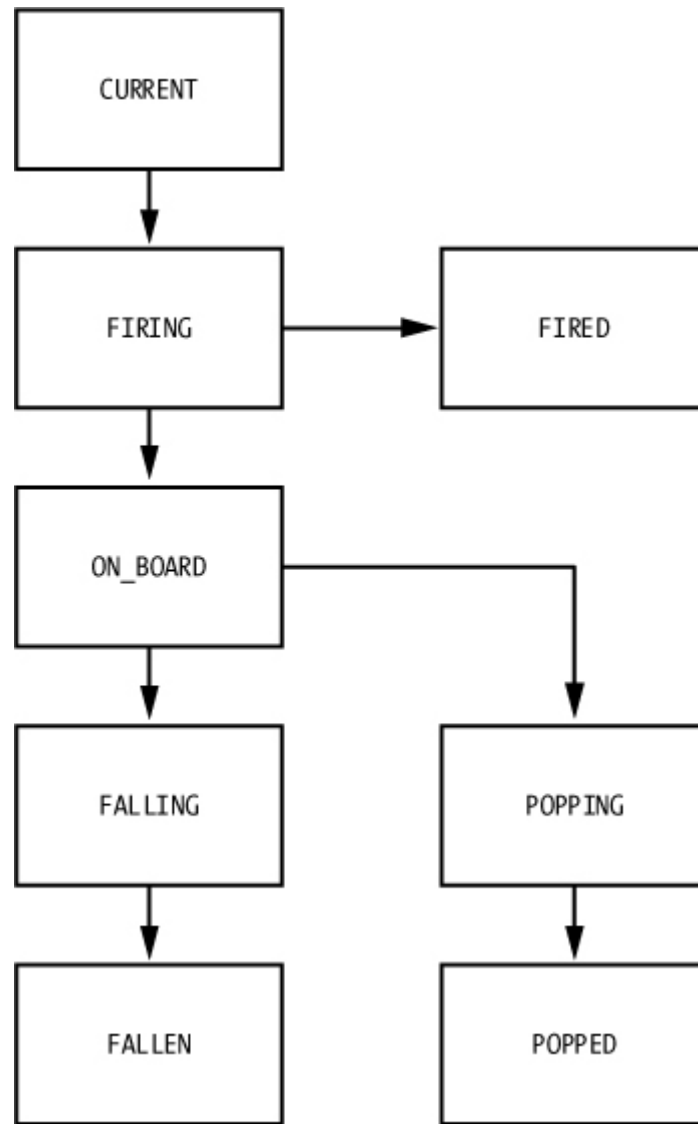 CURRENT
FIRING
FIRED
ON_BOARD
FALLING
POPPING
FALLEN
POPPED